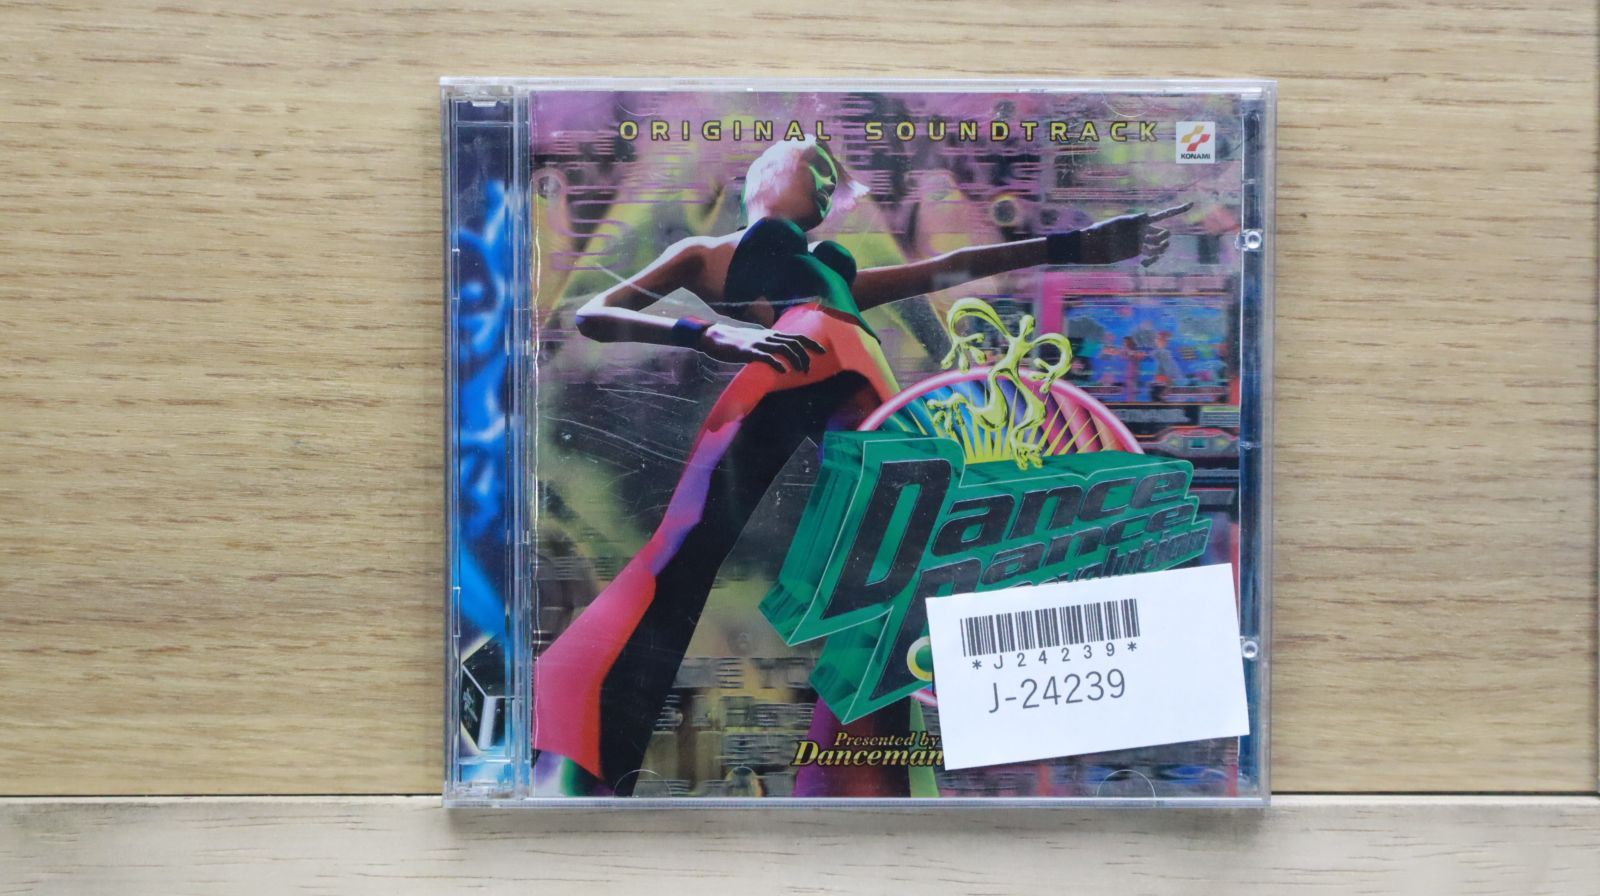 ORIGINAL SOUNDTRACK
KONAMI
Dance
Dance
Revolution
*J24239*
J-24239
Presented by
Danceman